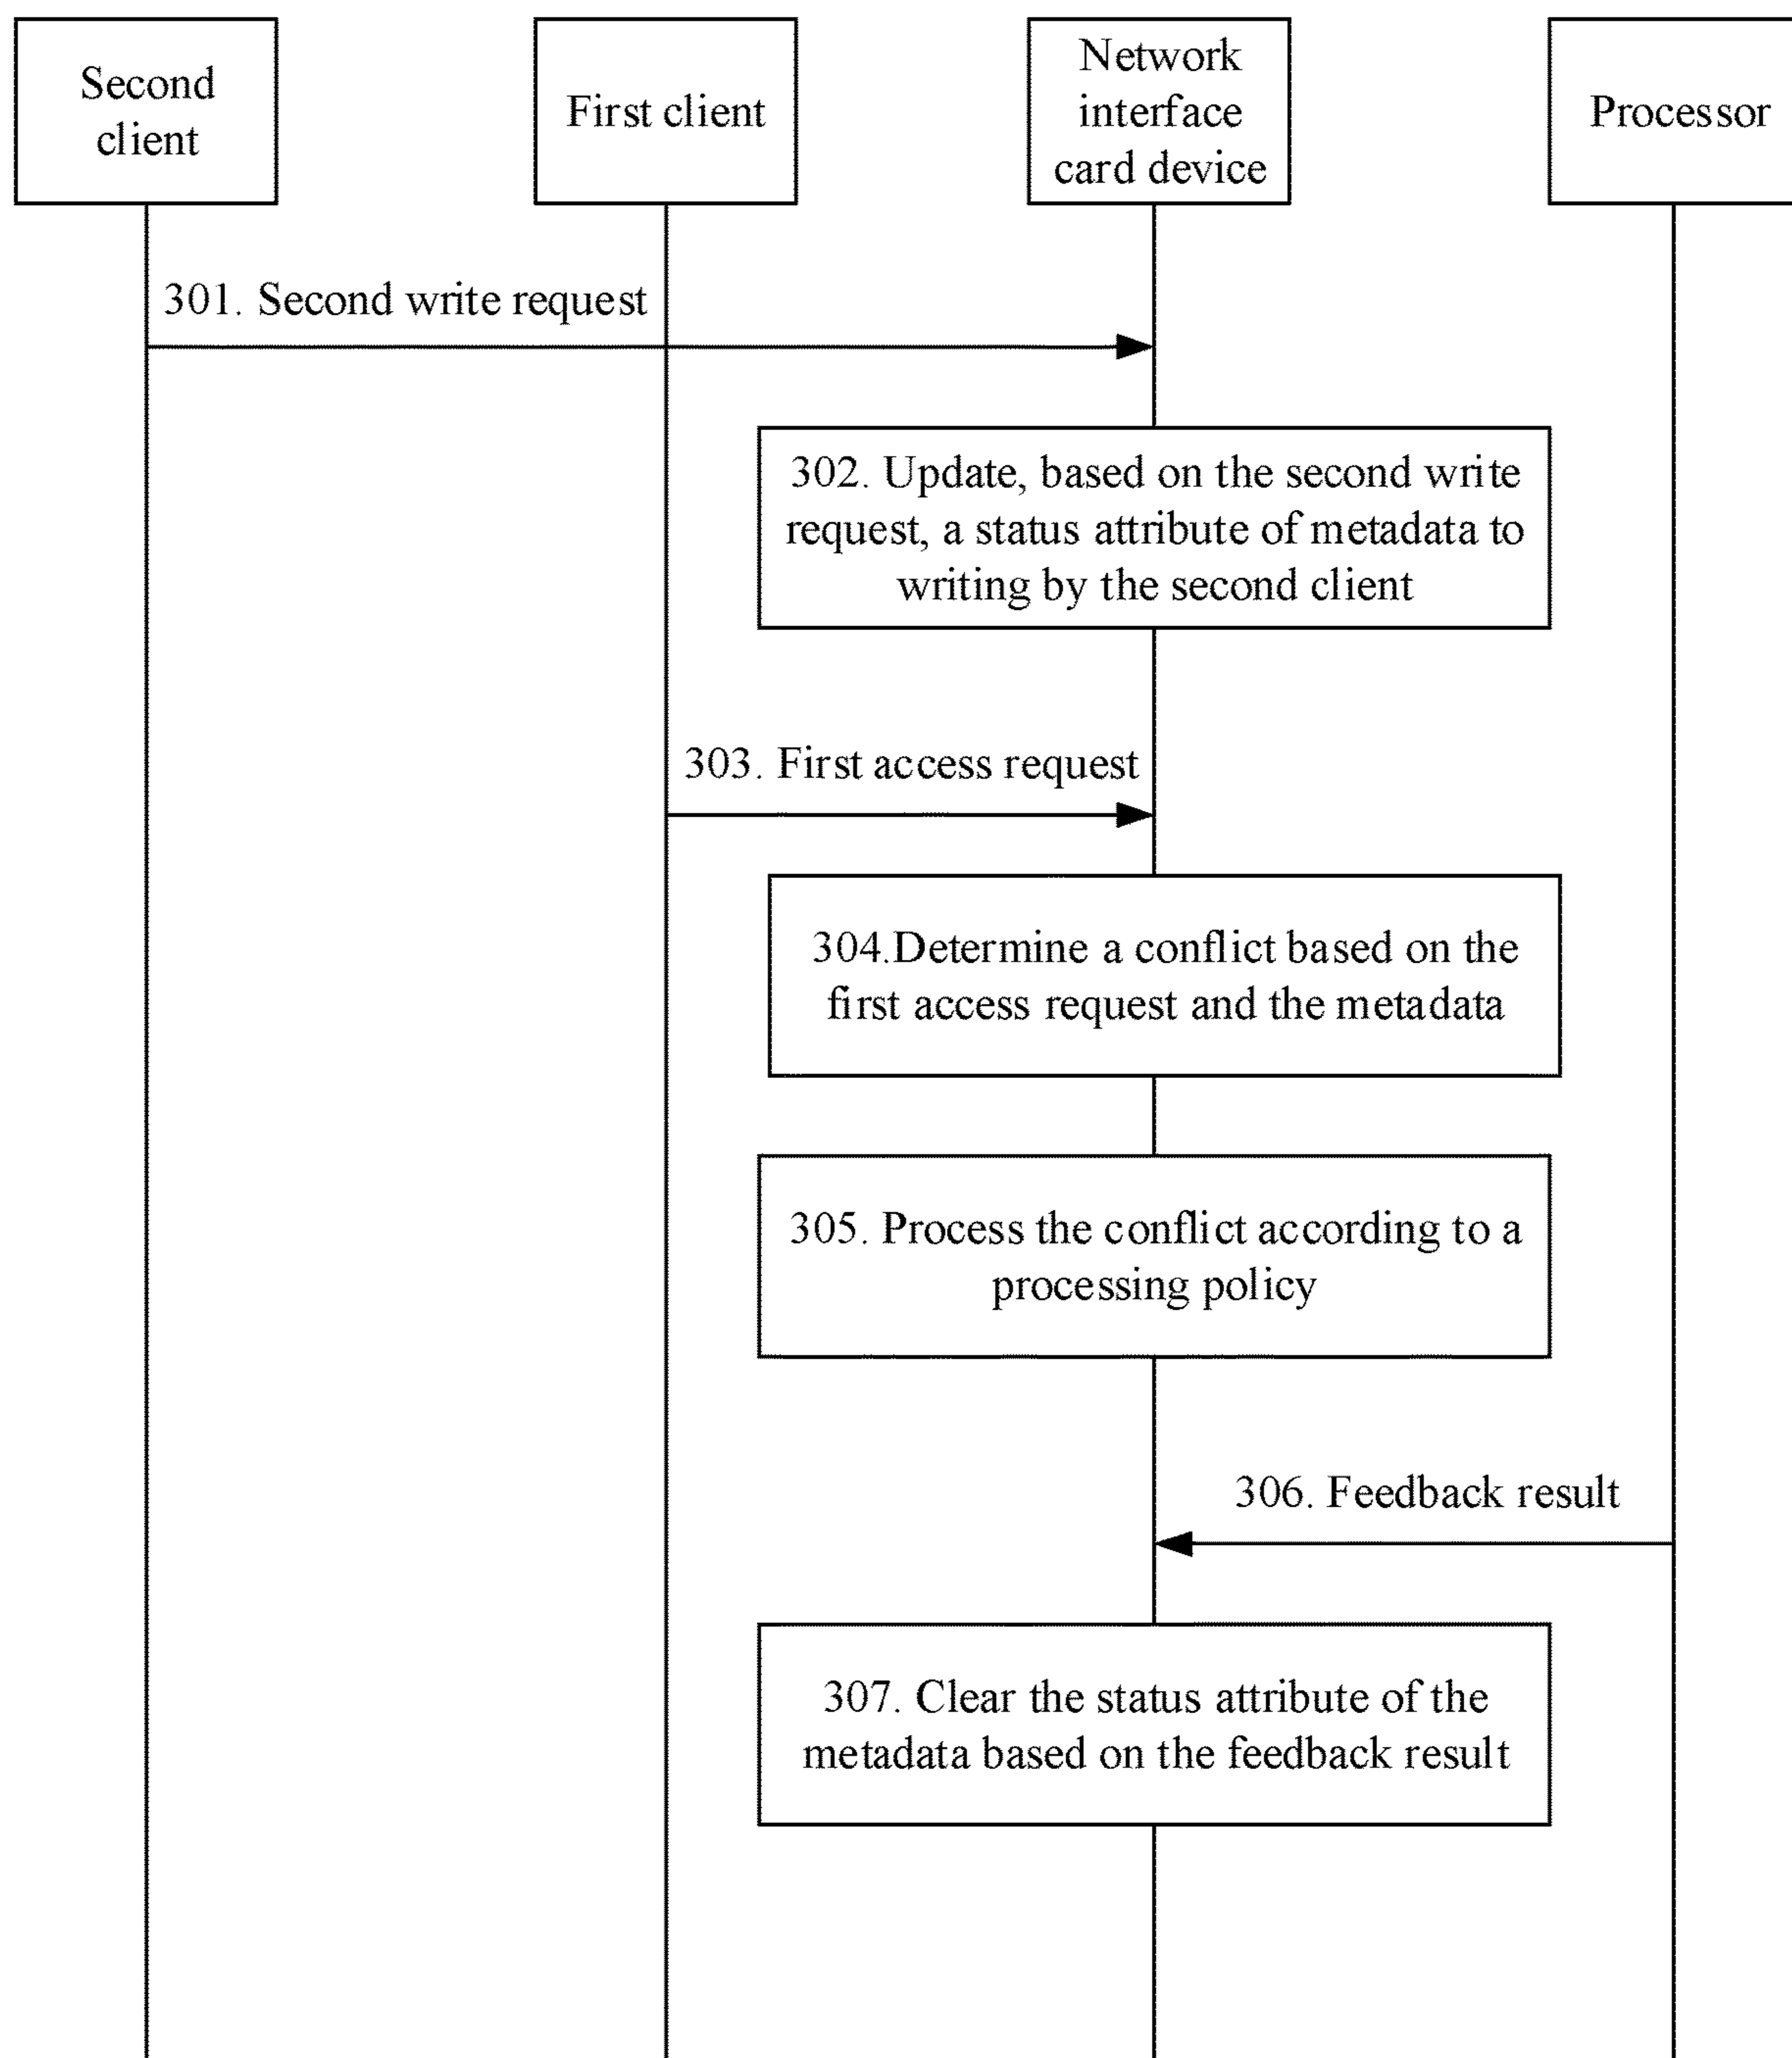 Second
client
First client
Network
interface
card device
Processor
301. Second write request
302. Update, based on the second write
request, a status attribute of metadata to
writing by the second client
303. First access request
304.Determine a conflict based on the
first access request and the metadata
305. Process the conflict according to a
processing policy
306. Feedback result
307. Clear the status attribute of the
metadata based on the feedback result